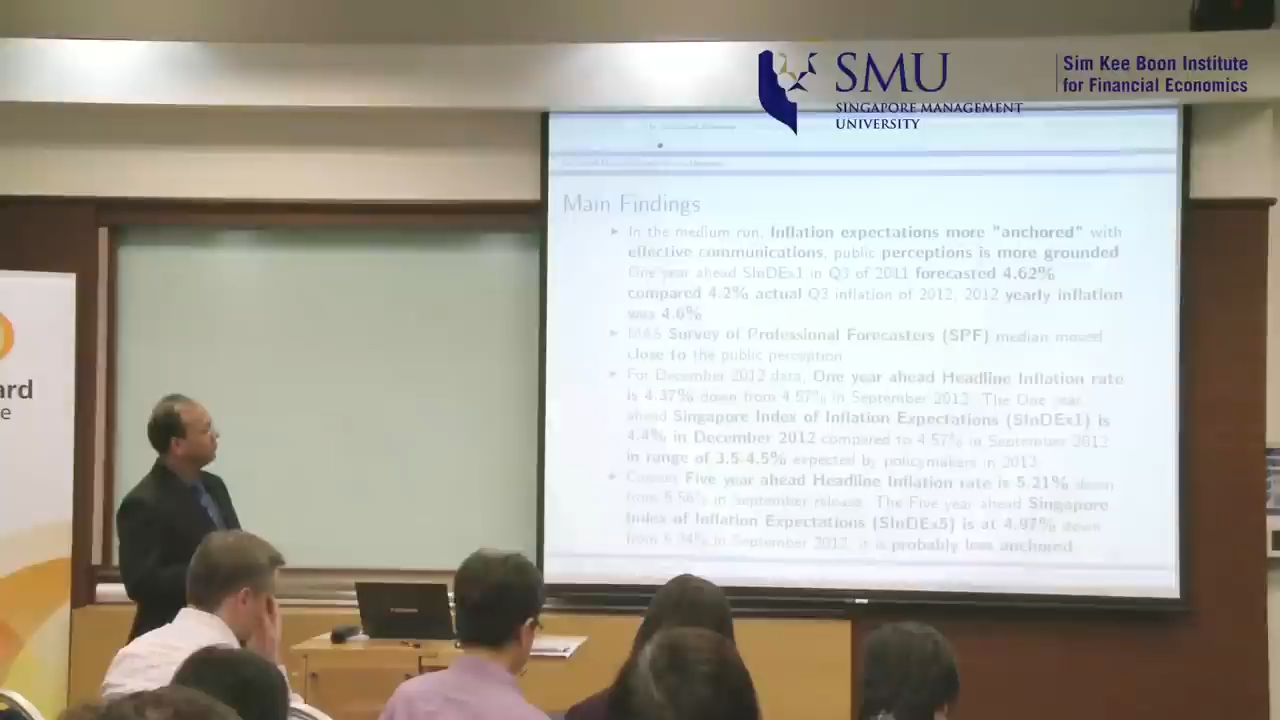 SMU
SINGAPORE MANAGEMENT
UNIVERSITY
Sim Kee Boon Institute
for Financial Economics
Main Findings
In the medium run, Inflation expectations more "anchored" with
effective communications, public perceptions is more grounded
One year ahead SInDEx1 in Q3 of 2011 forecasted 4.62%
compared 4.2% actual Q3 inflation of 2012, 2012 yearly inflation
was 4.6%
MAS Survey of Professional Forecasters (SPF) median moved
close to the public perception
For December 2012 data, One year ahead Headline Inflation rate
is 4.37% down from 4.57% in September 2012. The One year
ahead Singapore Index of Inflation Expectations (SInDEx1) is
4.4% in December 2012 compared to 4.57% in September 2012
in range of 3.5-4.5% expected by policymakers in 2012
Five year ahead Headline Inflation rate is 5.21% down
from in September release. The Five year ahead Singapore
Index of Inflation Expectations (SInDEx5) is at 4.97% down
from in September 2012, it is probably less anchored
ard
e